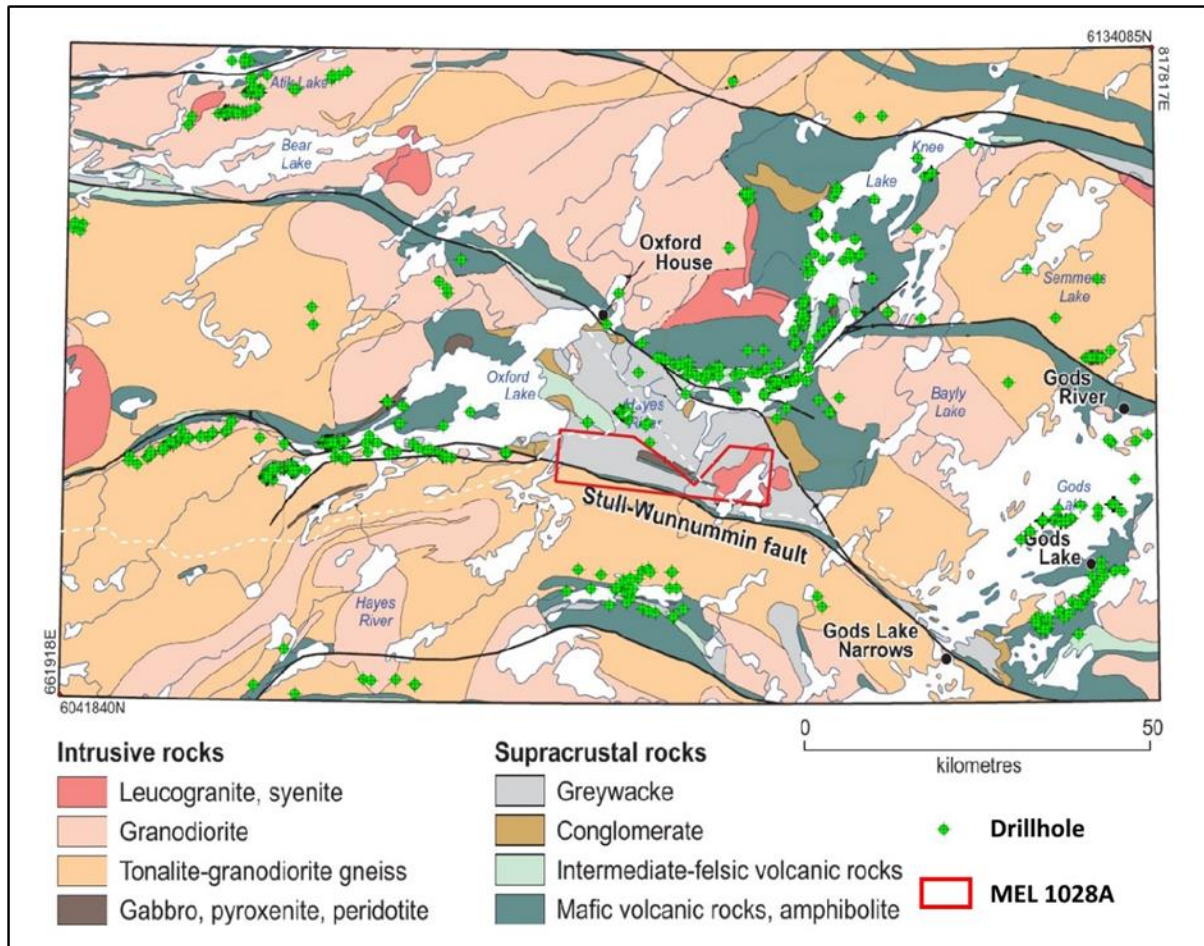 6134085N
817817E
Atik Lake
Bear
Lake
Knee
Lake
Oxford
House
Semmens
Lake
Oxford
Lake
Hayes
River
Bayly
Lake
Gods
River
Gods
Lake
Gods
Lake
Stull-Wunnummin fault
Hayes
River
Gods Lake
Narrows
661918E
6041840N
0 50
kilometres
Intrusive rocks
Leucogranite, syenite
Granodiorite
Tonalite-granodiorite gneiss
Gabbro, pyroxenite, peridotite
Supracrustal rocks
Greywacke
Conglomerate
Intermediate-felsic volcanic rocks
Mafic volcanic rocks, amphibolite
Drillhole
MEL 1028A